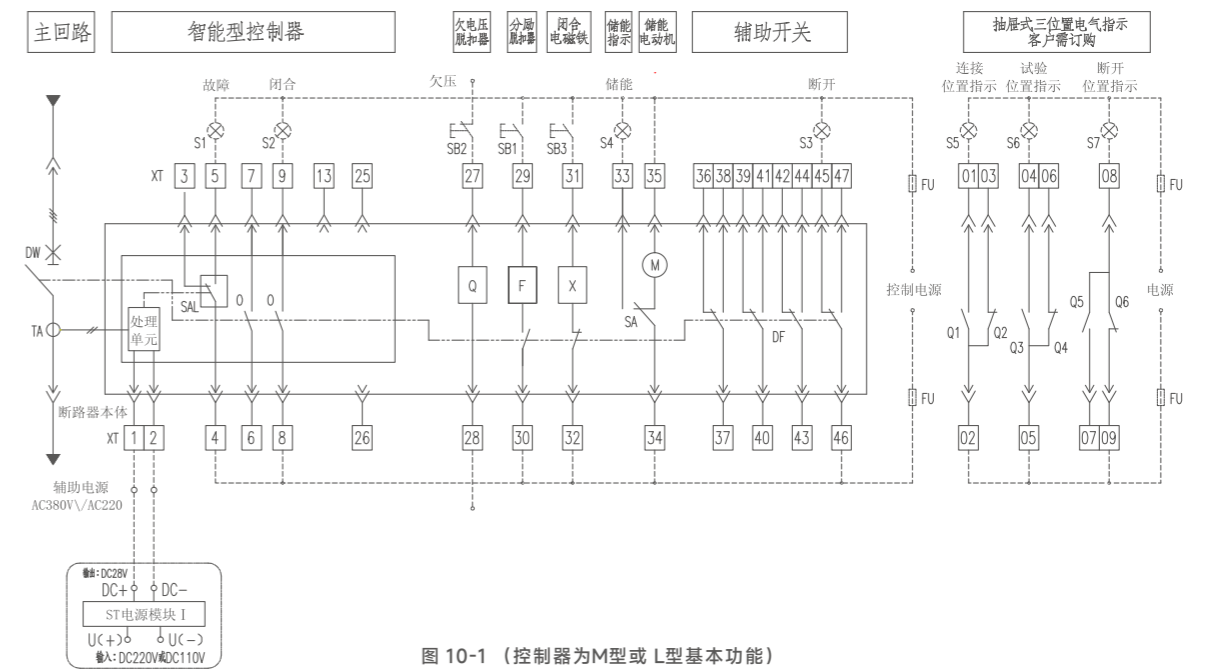 主回路
智能型控制器
欠电压
脱扣器
分励
脱扣器
闭合
电磁铁
储能
指示
储能
电动机
辅助开关
抽屉式三位置电气指示
客户需订购
故障
闭合
欠压
储能
断开
连接
位置指示
试验
位置指示
断开
位置指示
S1
S2
SB2
SB1
SB3
S4
S3
S5
S6
S7
XT 3 5 7 9 13 25 27 29 31 33 35 36 38 39 41 42 44 45 47 01 03 04 06 08
FU
FU
DW
M
Q
F
X
SAL
O
O
SA
DF
控制电源
电源
Q1
Q2
Q3
Q4
Q5
Q6
TA
处理
单元
断路器本体
FU
FU
XT 1 2 4 6 8 26 28 30 32 34 37 40 43 46 02 05 07 09
辅助电源
AC380V\/AC220
输出:DC28V
DC+
DC-
ST电源模块 I
U(+)
U(-)
输入:DC220V或DC110V
图 10-1 （控制器为M型或 L型基本功能）